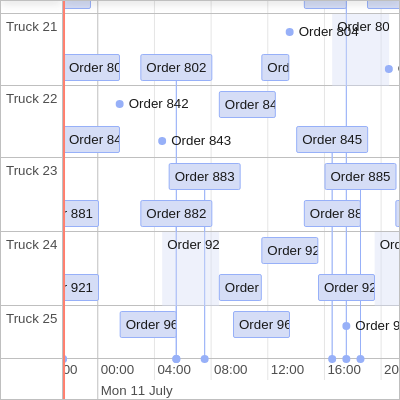 Truck 21
Order 804
Order 80
Order 80
Order 802
Ord
Truck 22
Order 842
Order 84
Order 84
Order 843
Order 845
Truck 23
Order 883
Order 885
881
Order 882
Order 88
Truck 24
Order 92
Order 92
Ord
921
Order
Order 92
Truck 25
Order 96
Order 96
Order 9
00 00:00 04:00 08:00 12:00 16:00 20
Mon 11 July